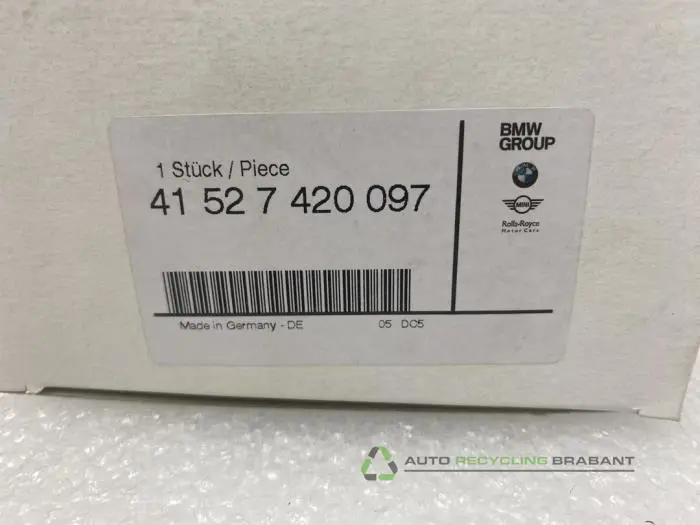 1 Stück / Piece
41 52 7 420 097
Made in Germany - DE 05 DC5
BMW
GROUP
MINI
Rolls-Royce
Motor Cars
AUTO RECYCLING BRABANT